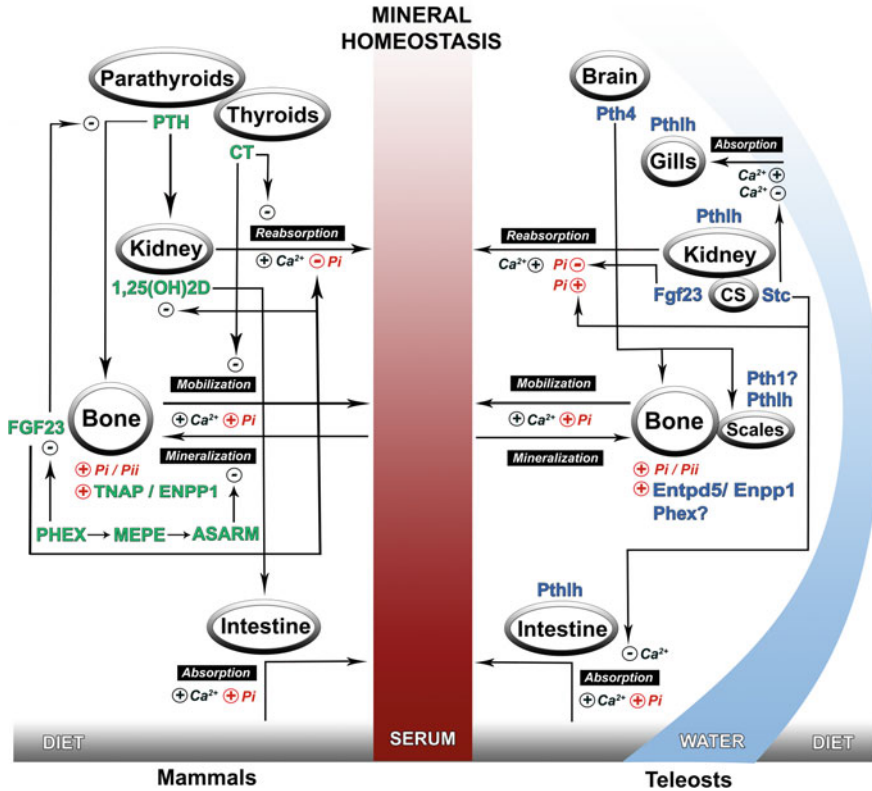 MINERAL
HOMEOSTASIS
Parathyroids
Thyroids
PTH
CT
-
-
Kidney
Reabsorption
+ Ca²⁺ - Pi
1,25(OH)2D
-
-
Mobilization
Bone
+ Ca²⁺ + Pi
FGF23
-
Mineralization
-
+ Pi / Pii
+ TNAP / ENPP1
PHEX → MEPE → ASARM
Intestine
Absorption
+ Ca²⁺ + Pi
DIET
Mammals
SERUM
Brain
Pth4
Pthlh
Gills
Absorption
Ca²⁺ +
Ca²⁺ -
Pthlh
Reabsorption
Kidney
Ca²⁺ + Pi -
Pi +
Fgf23
CS
Stc
Mobilization
+ Ca²⁺ + Pi
Bone
Pth1?
Pthlh
Scales
Mineralization
+ Pi / Pii
+ Entpd5/ Enpp1
Phex?
Pthlh
Intestine
- Ca²⁺
Absorption
+ Ca²⁺ + Pi
WATER
DIET
Teleosts